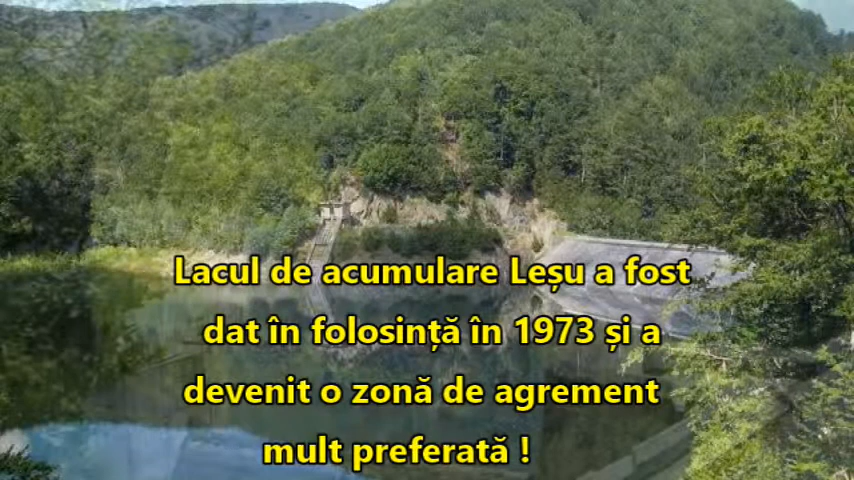 Lacul de acumulare Leșu a fost
dat în folosință în 1973 și a
devenit o zonă de agrement
mult preferată !